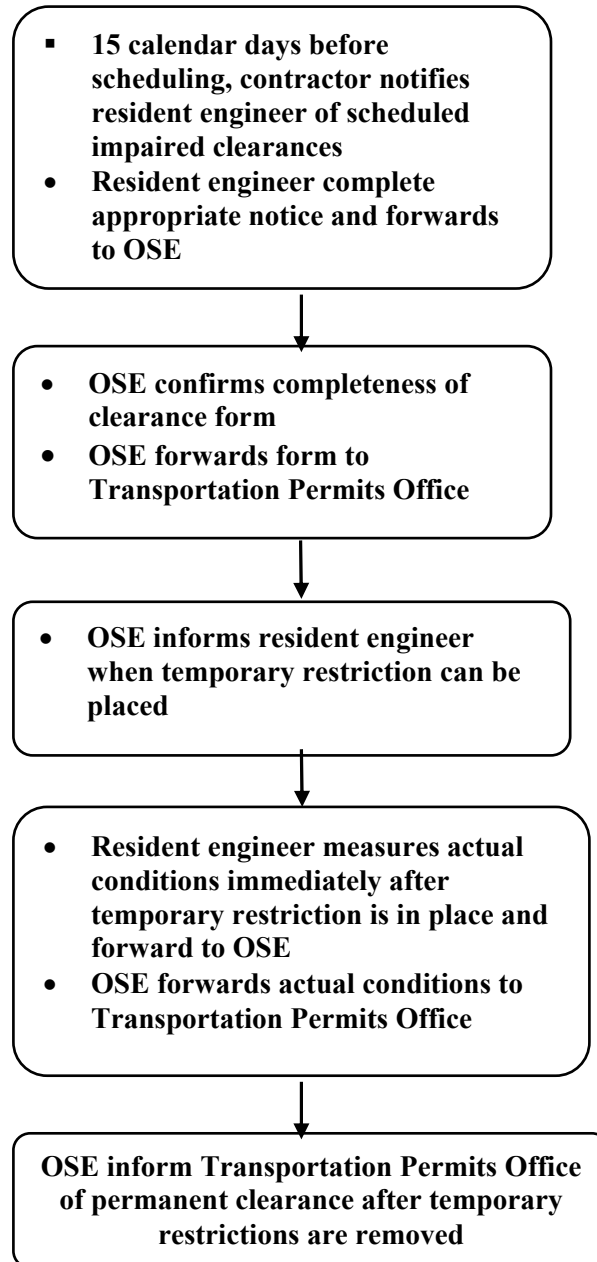 ▪ 15 calendar days before
scheduling, contractor notifies
resident engineer of scheduled
impaired clearances
• Resident engineer complete
appropriate notice and forwards
to OSE
• OSE confirms completeness of
clearance form
• OSE forwards form to
Transportation Permits Office
• OSE informs resident engineer
when temporary restriction can be
placed
• Resident engineer measures actual
conditions immediately after
temporary restriction is in place and
forward to OSE
• OSE forwards actual conditions to
Transportation Permits Office
OSE inform Transportation Permits Office
of permanent clearance after temporary
restrictions are removed